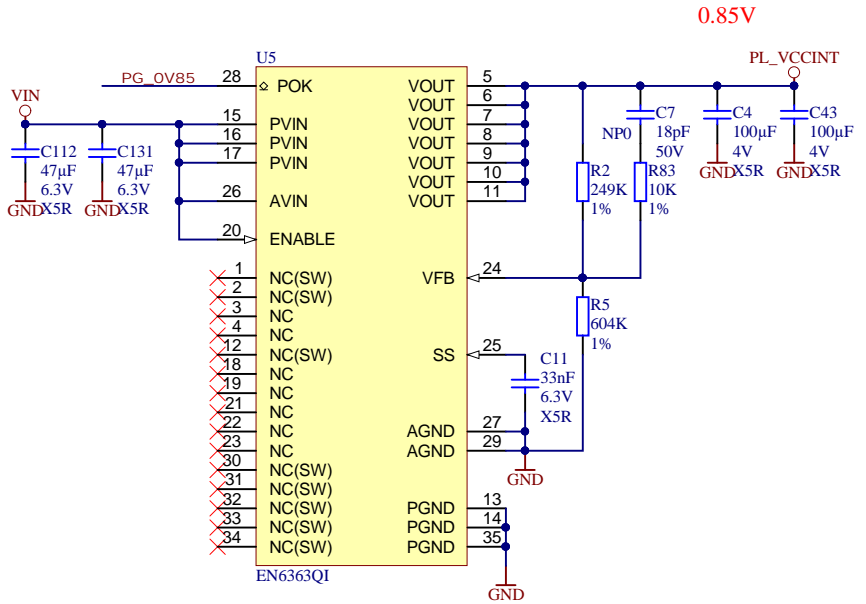 0.85V
PL_VCCINT
U5
PG_0V85
28
POK
VOUT
5
VOUT
6
VIN
15
PVIN
VOUT
7
16
PVIN
VOUT
8
17
PVIN
VOUT
9
VOUT
10
26
AVIN
VOUT
11
20
ENABLE
C112
47µF
6.3V
X5R
GND
C131
47µF
6.3V
X5R
GND
C7
18pF
50V
NP0
C4
100µF
4V
X5R
GND
C43
100µF
4V
X5R
GND
R2
249K
1%
R83
10K
1%
1
NC(SW)
VFB
24
2
NC(SW)
3
NC
4
NC
12
NC(SW)
SS
25
18
NC
19
NC
21
NC
22
NC
AGND
27
23
NC
AGND
29
30
NC(SW)
31
NC(SW)
32
NC(SW)
PGND
13
33
NC(SW)
PGND
14
34
NC(SW)
PGND
35
R5
604K
1%
C11
33nF
6.3V
X5R
GND
EN6363QI
GND